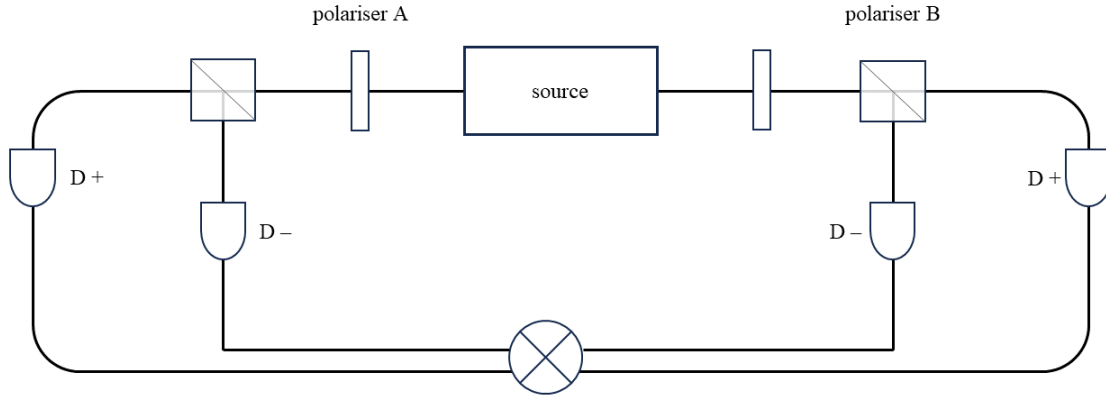 polariser A
polariser B
source
D +
D +
D –
D –